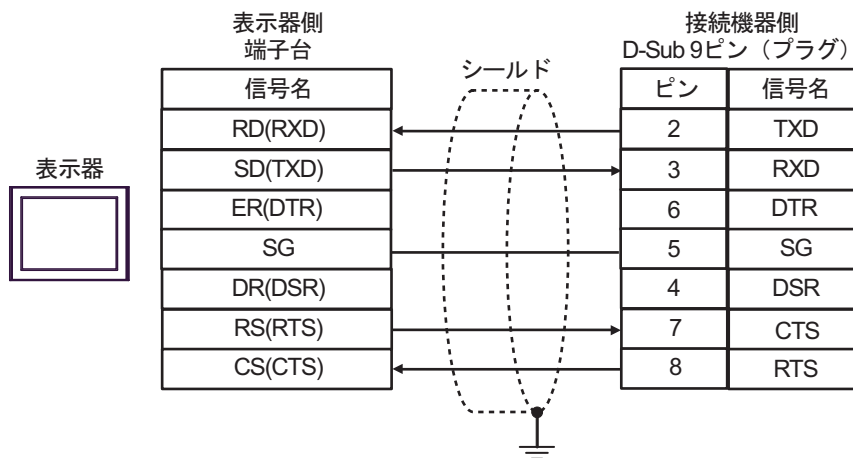 表示器側
端子台
接続機器側
D-Sub 9ピン（プラグ）
シールド
信号名
ピン 信号名
RD(RXD) 2 TXD
表示器
SD(TXD) 3 RXD
ER(DTR) 6 DTR
SG 5 SG
DR(DSR) 4 DSR
RS(RTS) 7 CTS
CS(CTS) 8 RTS